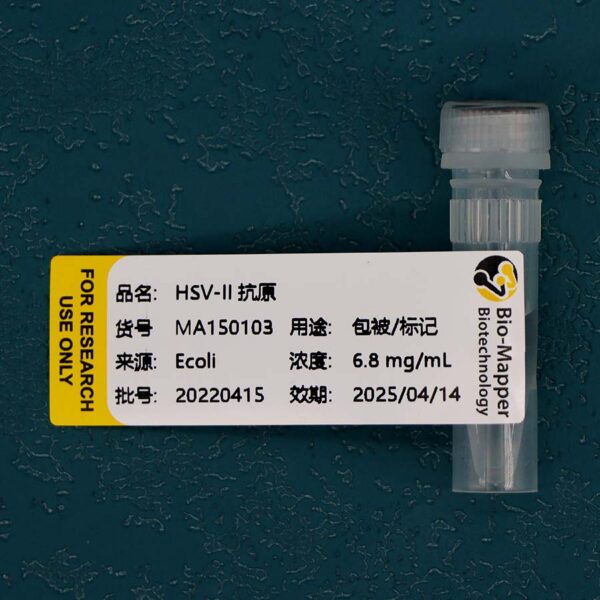 FOR RESEARCH
USE ONLY
品名: HSV-II 抗原
货号 MA150103 用途: 包被/标记
来源: Ecoli 浓度: 6.8 mg/mL
批号: 20220415 效期: 2025/04/14
Bio-Mapper
Biotechnology